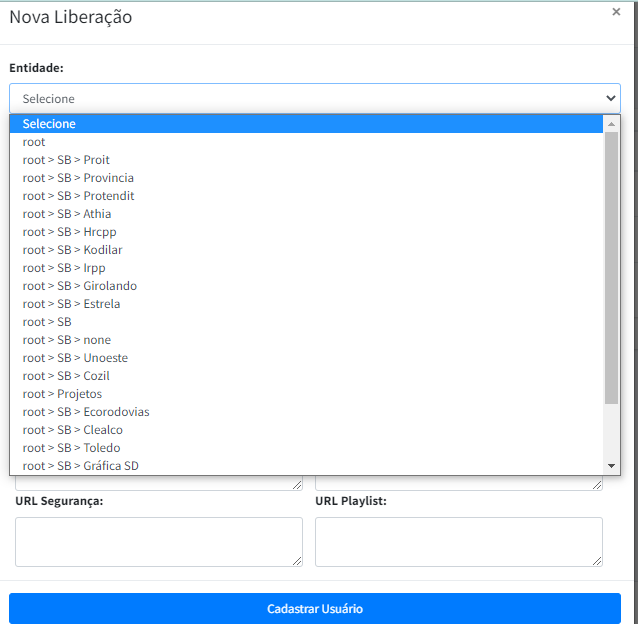 Nova Liberação
×
Entidade:
Selecione
Selecione
root
root > SB > Proit
root > SB > Provincia
root > SB > Protendit
root > SB > Athia
root > SB > Hrcpp
root > SB > Kodilar
root > SB > Irpp
root > SB > Girolando
root > SB > Estrela
root > SB
root > SB > none
root > SB > Unoeste
root > SB > Cozil
root > Projetos
root > SB > Ecorodovias
root > SB > Clealco
root > SB > Toledo
root > SB > Gráfica SD
URL Segurança:
URL Playlist:
Cadastrar Usuário